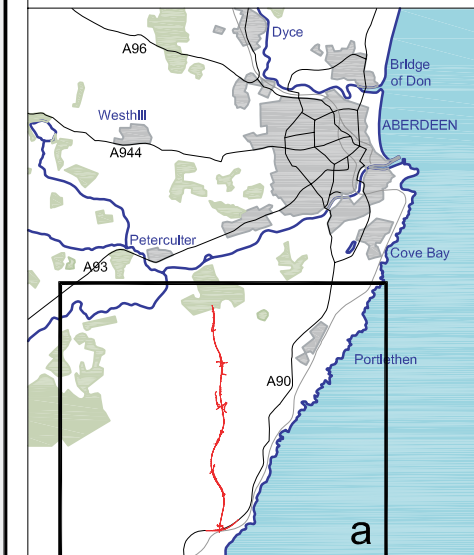 Dyce
A96
Bridge
of Don
Westhill
ABERDEEN
A944
Peterculter
Cove Bay
A93
Portlethen
A90
a